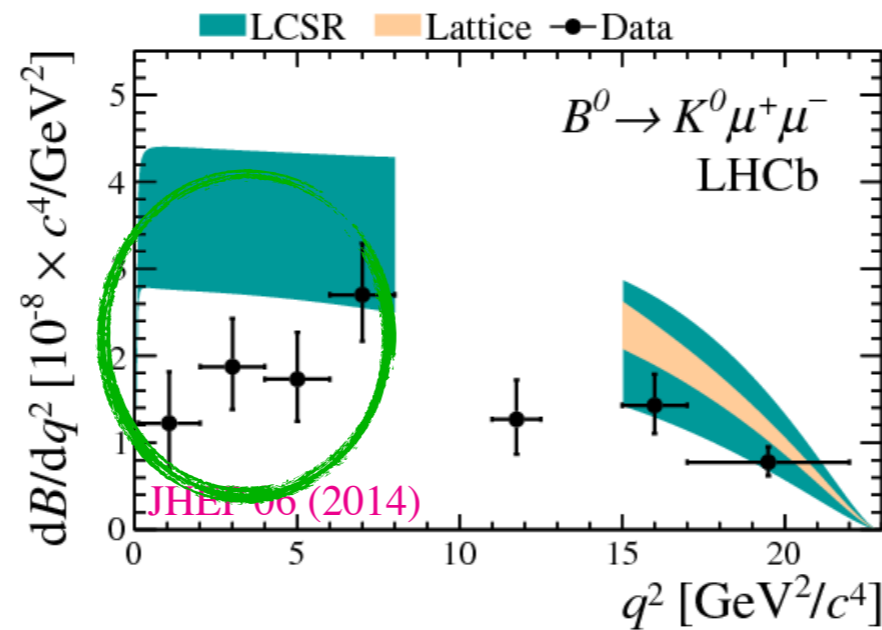 LCSR Lattice Data
dB/dq² [10⁻⁸ × c⁴/GeV²]
B⁰ → K⁰μ⁺μ⁻
LHCb
5
4
3
2
1
0
JHEP 06 (2014)
0 5 10 15 20
q² [GeV²/c⁴]